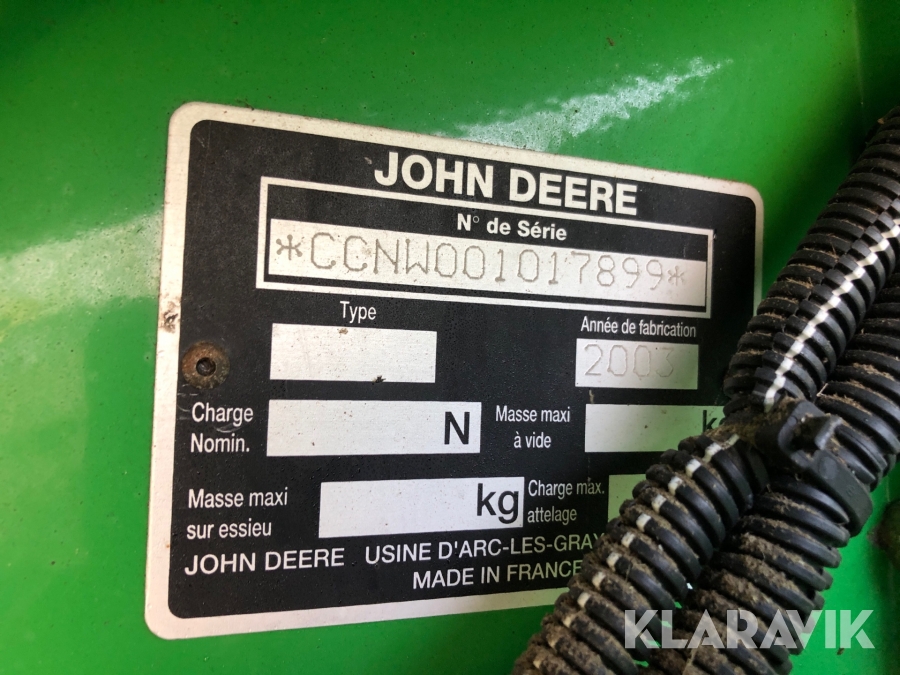 JOHN DEERE
N° de Série
*CCNW001017899*
Type
Année de fabrication
2003
Charge Nomin.
N
Masse maxi à vide
Masse maxi sur essieu
kg
Charge max. attelage
JOHN DEERE USINE D'ARC-LES-GRAY
MADE IN FRANCE
KLARAVIK